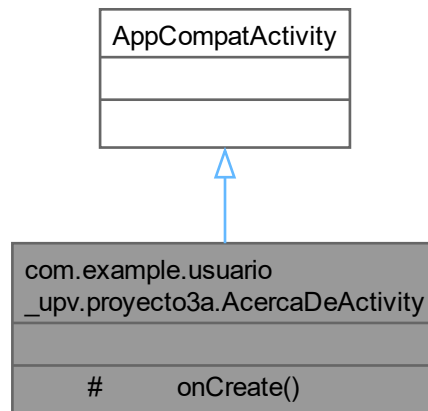 AppCompatActivity
com.example.usuario
_upv.proyecto3a.AcercaDeActivity
# onCreate()